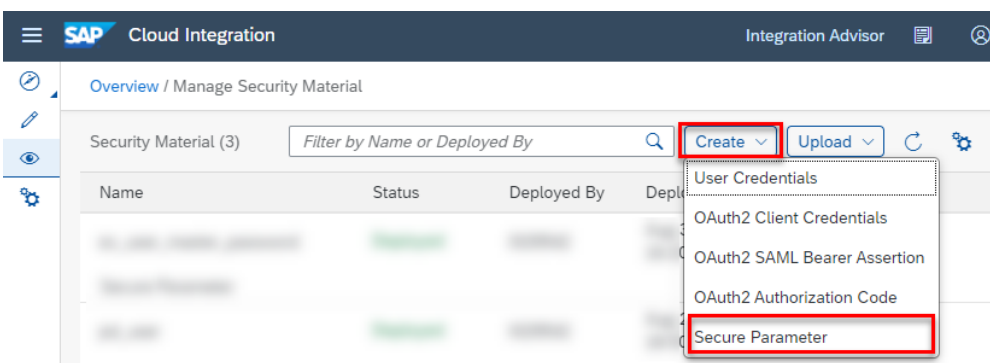 SAP Cloud Integration Integration Advisor
Overview / Manage Security Material
Security Material (3) Filter by Name or Deployed By Create Upload
Name Status Deployed By Deplo
User Credentials
OAuth2 Client Credentials
OAuth2 SAML Bearer Assertion
OAuth2 Authorization Code
Secure Parameter